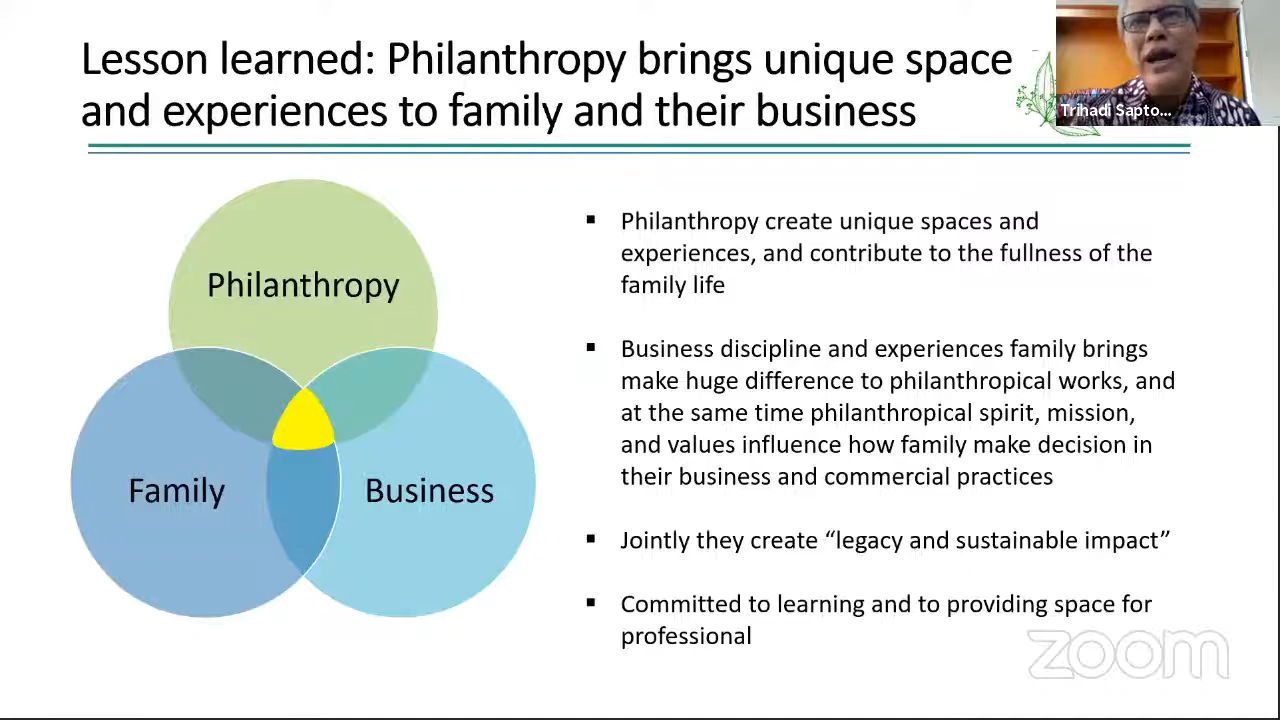 Lesson learned: Philanthropy brings unique space
and experiences to family and their business
Trihadi Sapto...
Philanthropy
Family
Business
▪ Philanthropy create unique spaces and
experiences, and contribute to the fullness of the
family life
▪ Business discipline and experiences family brings
make huge difference to philanthropical works, and
at the same time philanthropical spirit, mission,
and values influence how family make decision in
their business and commercial practices
▪ Jointly they create “legacy and sustainable impact”
▪ Committed to learning and to providing space for
professional
zoom